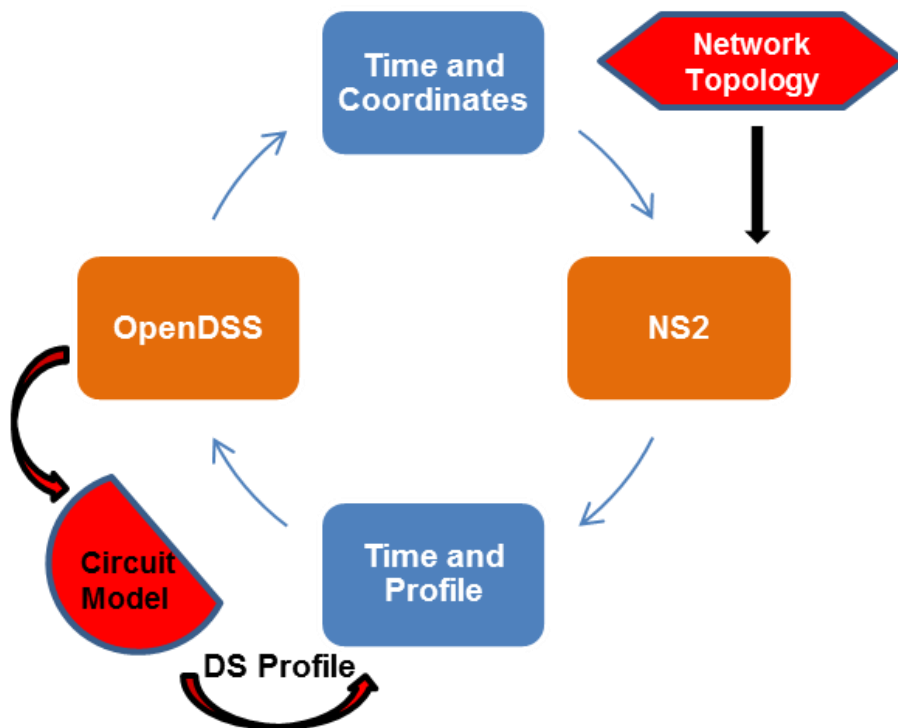 Time and
Coordinates
Network
Topology
OpenDSS
NS2
Circuit
Model
Time and
Profile
DS Profile